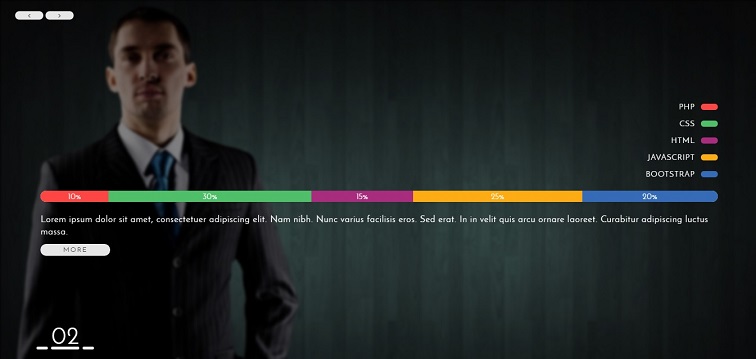 ‹ ›
PHP
CSS
HTML
JAVASCRIPT
BOOTSTRAP
10% 30% 15% 25% 20%
Lorem ipsum dolor sit amet, consectetuer adipiscing elit. Nam nibh. Nunc varius facilisis eros. Sed erat. In in velit quis arcu ornare laoreet. Curabitur adipiscing luctus
massa.
MORE
02